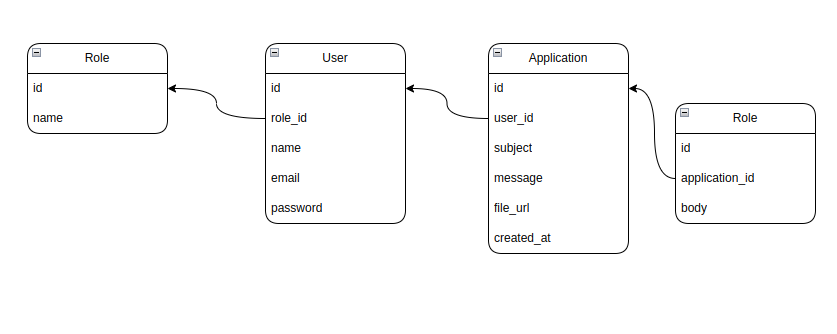 Role
id
name
User
id
role_id
name
email
password
Application
id
user_id
subject
message
file_url
created_at
Role
id
application_id
body